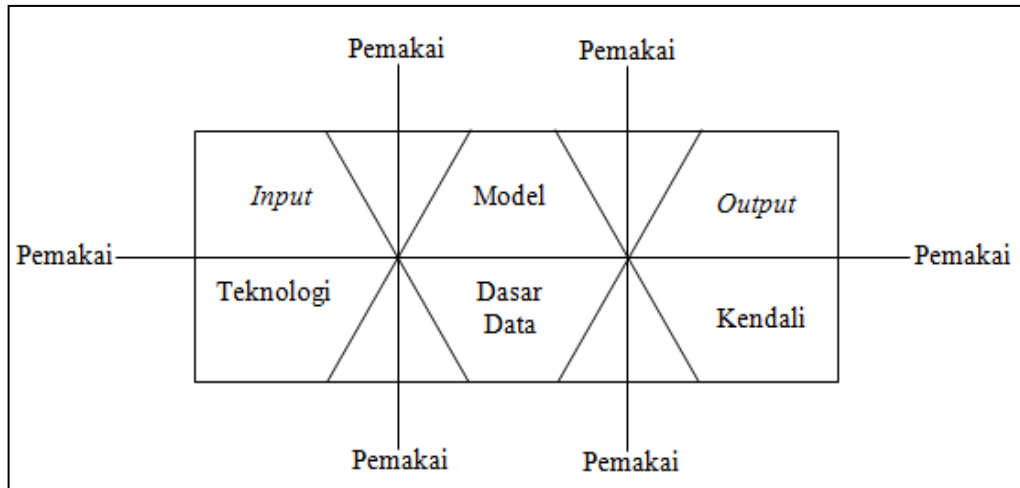 Pemakai
Pemakai
Input
Model
Output
Pemakai
Pemakai
Teknologi
Dasar
Data
Kendali
Pemakai
Pemakai